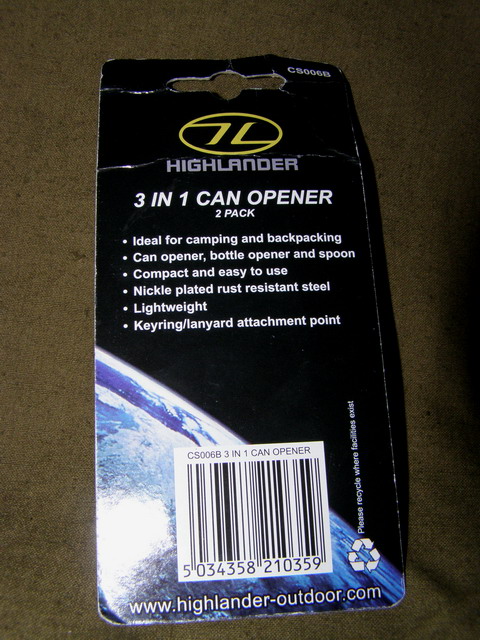 CS006B
HIGHLANDER
3 IN 1 CAN OPENER
2 PACK
• Ideal for camping and backpacking
• Can opener, bottle opener and spoon
• Compact and easy to use
• Nickle plated rust resistant steel
• Lightweight
• Keyring/lanyard attachment point
Please recycle where facilities exist
CS006B 3 IN 1 CAN OPENER
5 034358 210359
www.highlander-outdoor.com